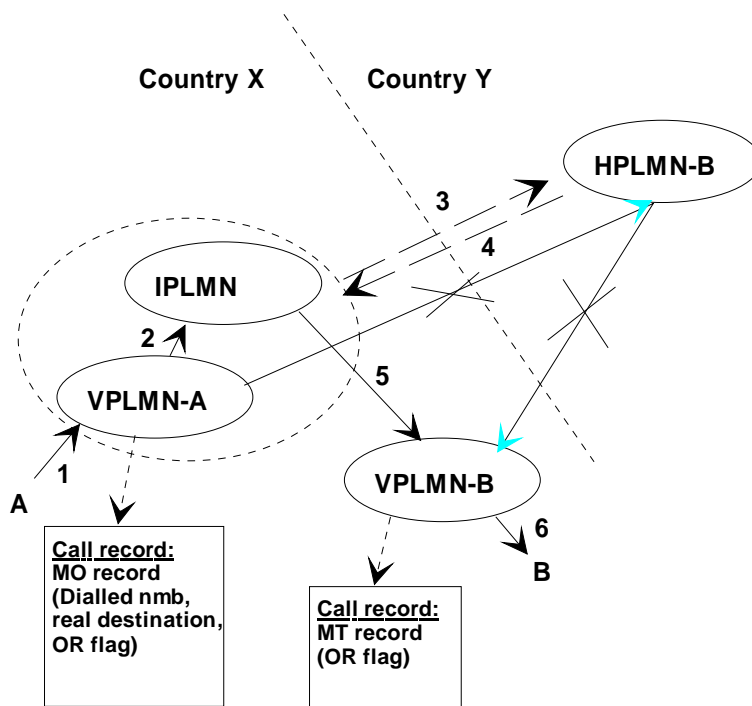 Country X
Country Y
HPLMN-B
3
4
IPLMN
2
5
VPLMN-A
1
A
VPLMN-B
6
B
Call record:
MO record
(Dialled nmb,
real destination,
OR flag)
Call record:
MT record
(OR flag)